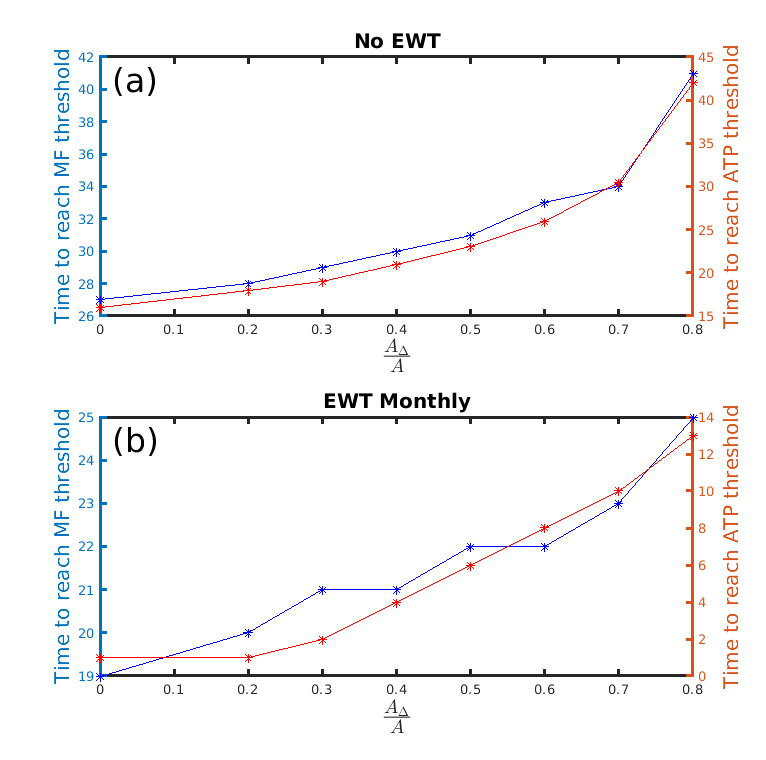 No EWT
(a)
Time to reach MF threshold
42
40
38
36
34
32
30
28
26
Time to reach ATP threshold
45
40
35
30
25
20
15
0 0.1 0.2 0.3 0.4 0.5 0.6 0.7 0.8
A_Δ
A
EWT Monthly
(b)
Time to reach MF threshold
25
24
23
22
21
20
19
Time to reach ATP threshold
14
12
10
8
6
4
2
0
0 0.1 0.2 0.3 0.4 0.5 0.6 0.7 0.8
A_Δ
A